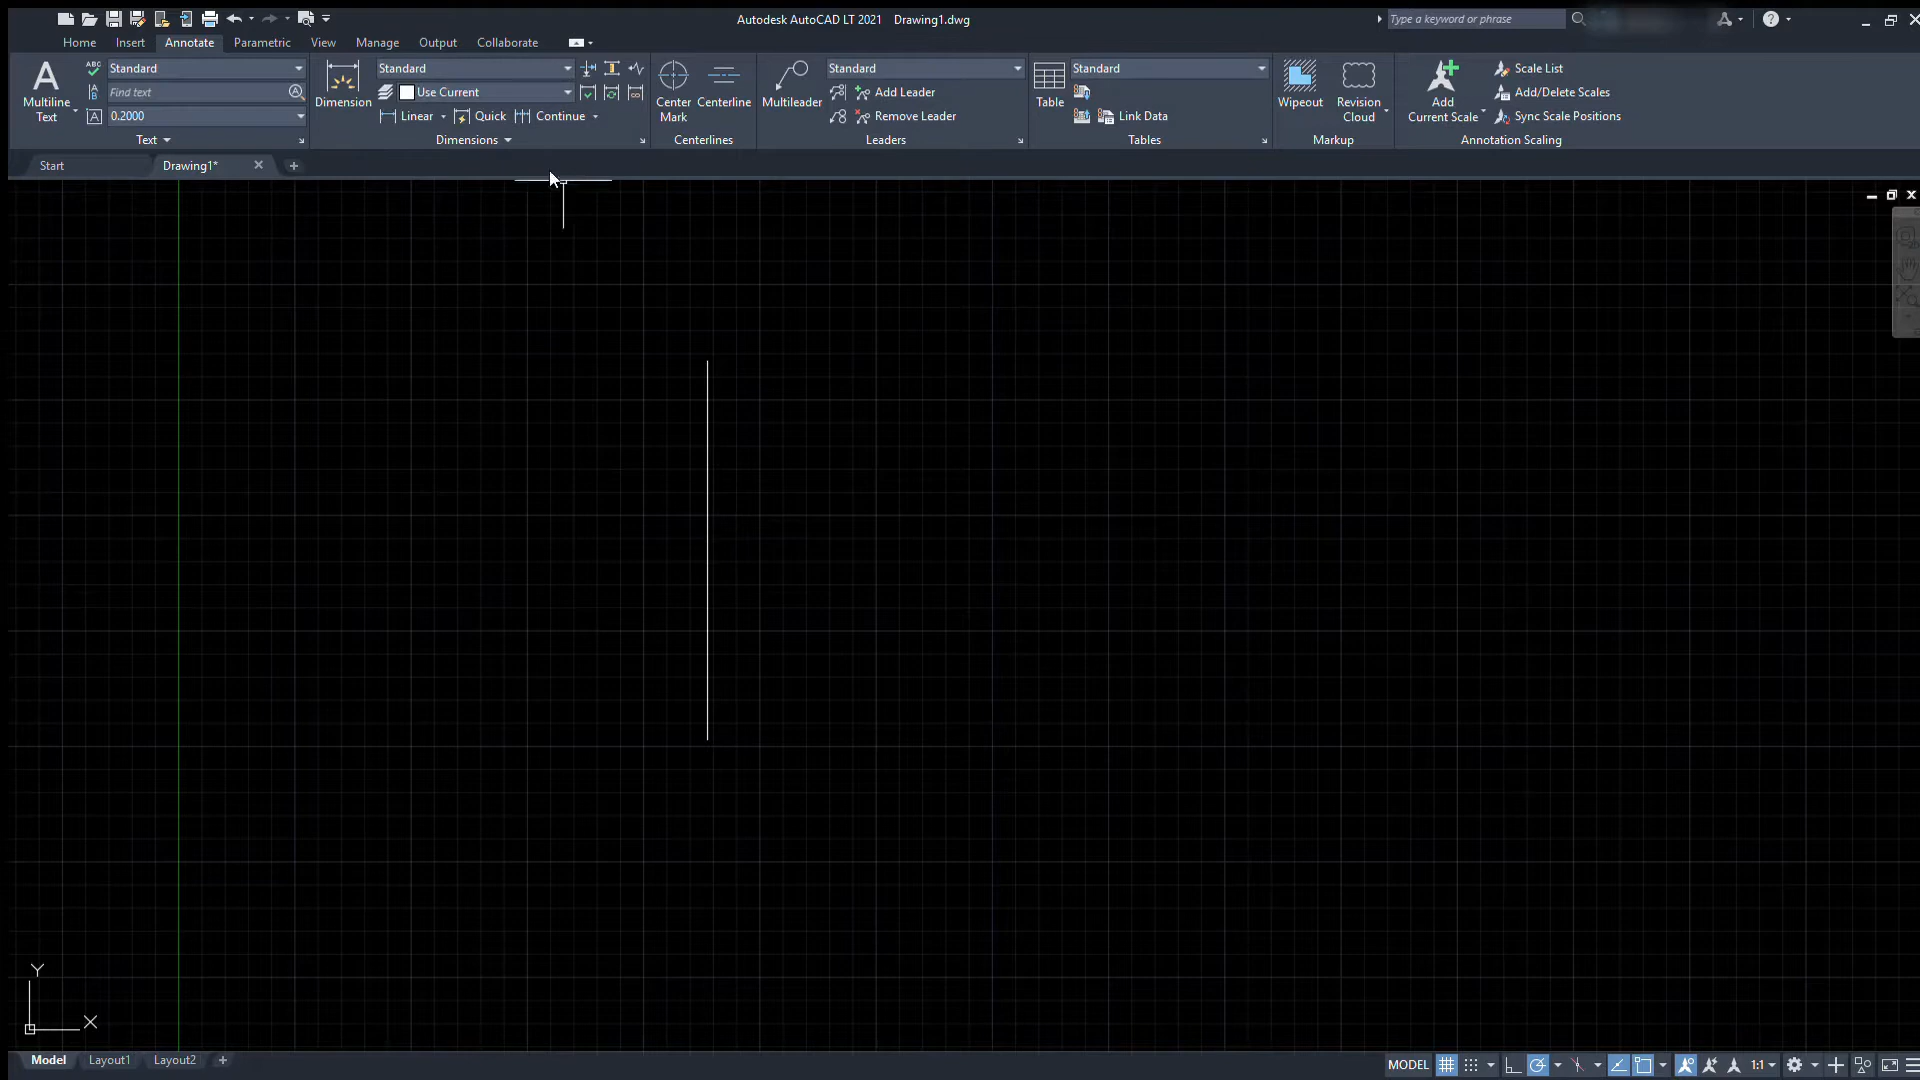 Autodesk AutoCAD LT 2021 Drawing1.dwg
Type a keyword or phrase
Home Insert Annotate Parametric View Manage Output Collaborate
A Multiline Text
ABC
Standard
Find text
0.2000
Text
Dimension
Standard
Use Current
Linear Quick Continue
Dimensions
Center Mark
Centerline
Centerlines
Multileader
Standard
Add Leader
Remove Leader
Leaders
Table
Standard
Link Data
Tables
Wipeout
Revision Cloud
Markup
Add Current Scale
Scale List
Add/Delete Scales
Sync Scale Positions
Annotation Scaling
Start Drawing1*
Y
X
Model Layout1 Layout2
MODEL 1:1